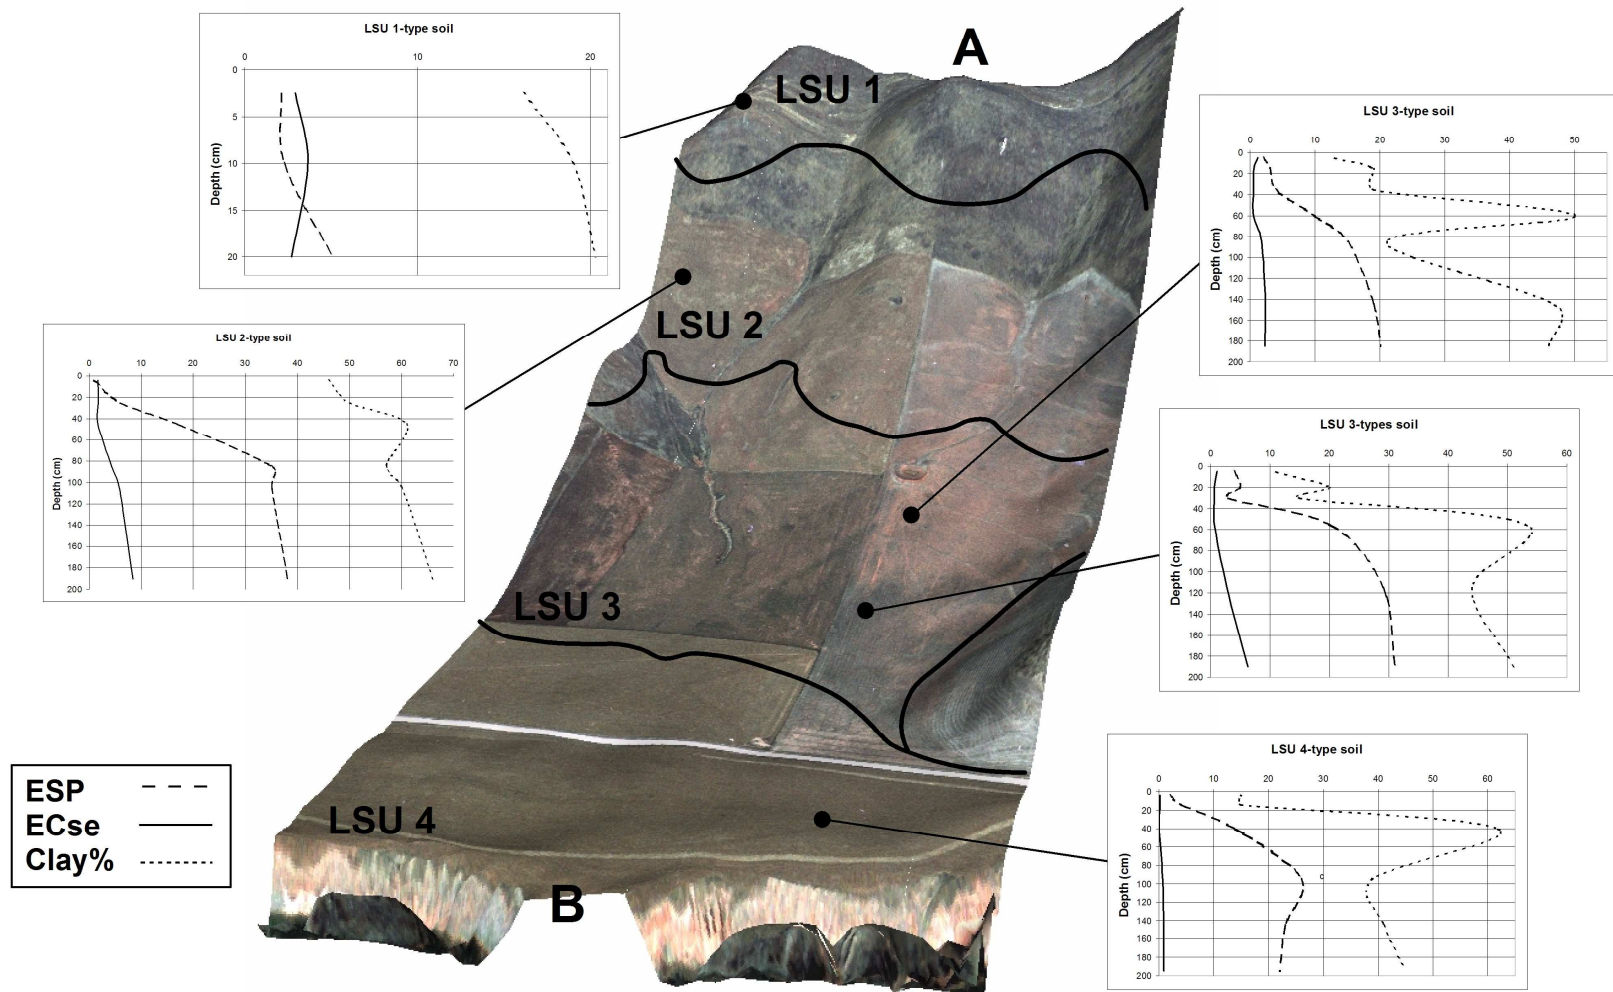 LSU 1-type soil
0 10 20
0
5
10
15
20
Depth (cm)
A
LSU 1
LSU 3-type soil
0 10 20 30 40 50
0
20
40
60
80
100
120
140
160
180
200
Depth (cm)
LSU 2-type soil
0 10 20 30 40 50 60 70
0
20
40
60
80
100
120
140
160
180
200
Depth (cm)
LSU 2
LSU 3-types soil
0 10 20 30 40 50 60
0
20
40
60
80
100
120
140
160
180
200
Depth (cm)
LSU 3
LSU 4-type soil
0 10 20 30 40 50 60
0
20
40
60
80
100
120
140
160
180
200
Depth (cm)
c
ESP
ECse
Clay%
LSU 4
B